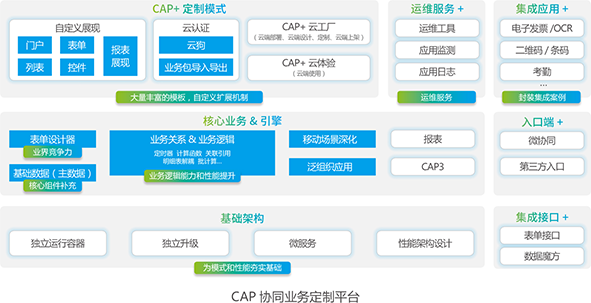 CAP+ 定制模式
自定义展现
门户
表单
报表
展现
列表
控件
云认证
云狗
业务包导入导出
CAP+ 云工厂
（云端部署、云端设计、定制、云端上架）
CAP+ 云体验
（云端使用）
大量丰富的模板，自定义扩展机制
运维服务 +
运维工具
应用监测
应用日志
运维服务
集成应用 +
电子发票 /OCR
二维码 / 条码
考勤
...
封装集成案例
核心业务 & 引擎
表单设计器
业界竞争力
基础数据（主数据）
核心组件补充
业务关系 & 业务逻辑
定时器 计算函数 关联引用
明细表解耦 批计算...
业务逻辑能力和性能提升
移动场景深化
泛组织应用
报表
CAP3
入口端 +
微协同
第三方入口
基础架构
独立运行容器
独立升级
微服务
性能架构设计
为模式和性能夯实基础
集成接口 +
表单接口
数据魔方
CAP 协同业务定制平台